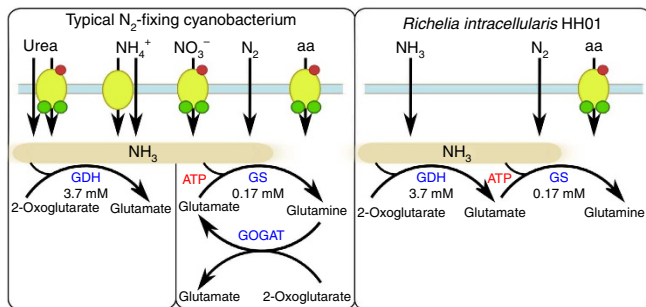 Typical N₂-fixing cyanobacterium
Urea NH₄⁺ NO₃⁻ N₂ aa
NH₃
GDH
3.7 mM
2-Oxoglutarate Glutamate
ATP GS
0.17 mM
Glutamate Glutamine
GOGAT
Glutamate 2-Oxoglutarate
Richelia intracellularis HH01
NH₃ N₂ aa
NH₃
GDH ATP GS
3.7 mM 0.17 mM
2-Oxoglutarate Glutamate Glutamine